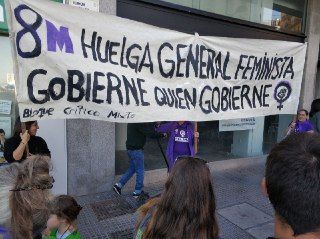 8M HUELGA GENERAL FEMINISTA
GOBIERNE QUIEN GOBIERNE
Bloque Crítico Mixto